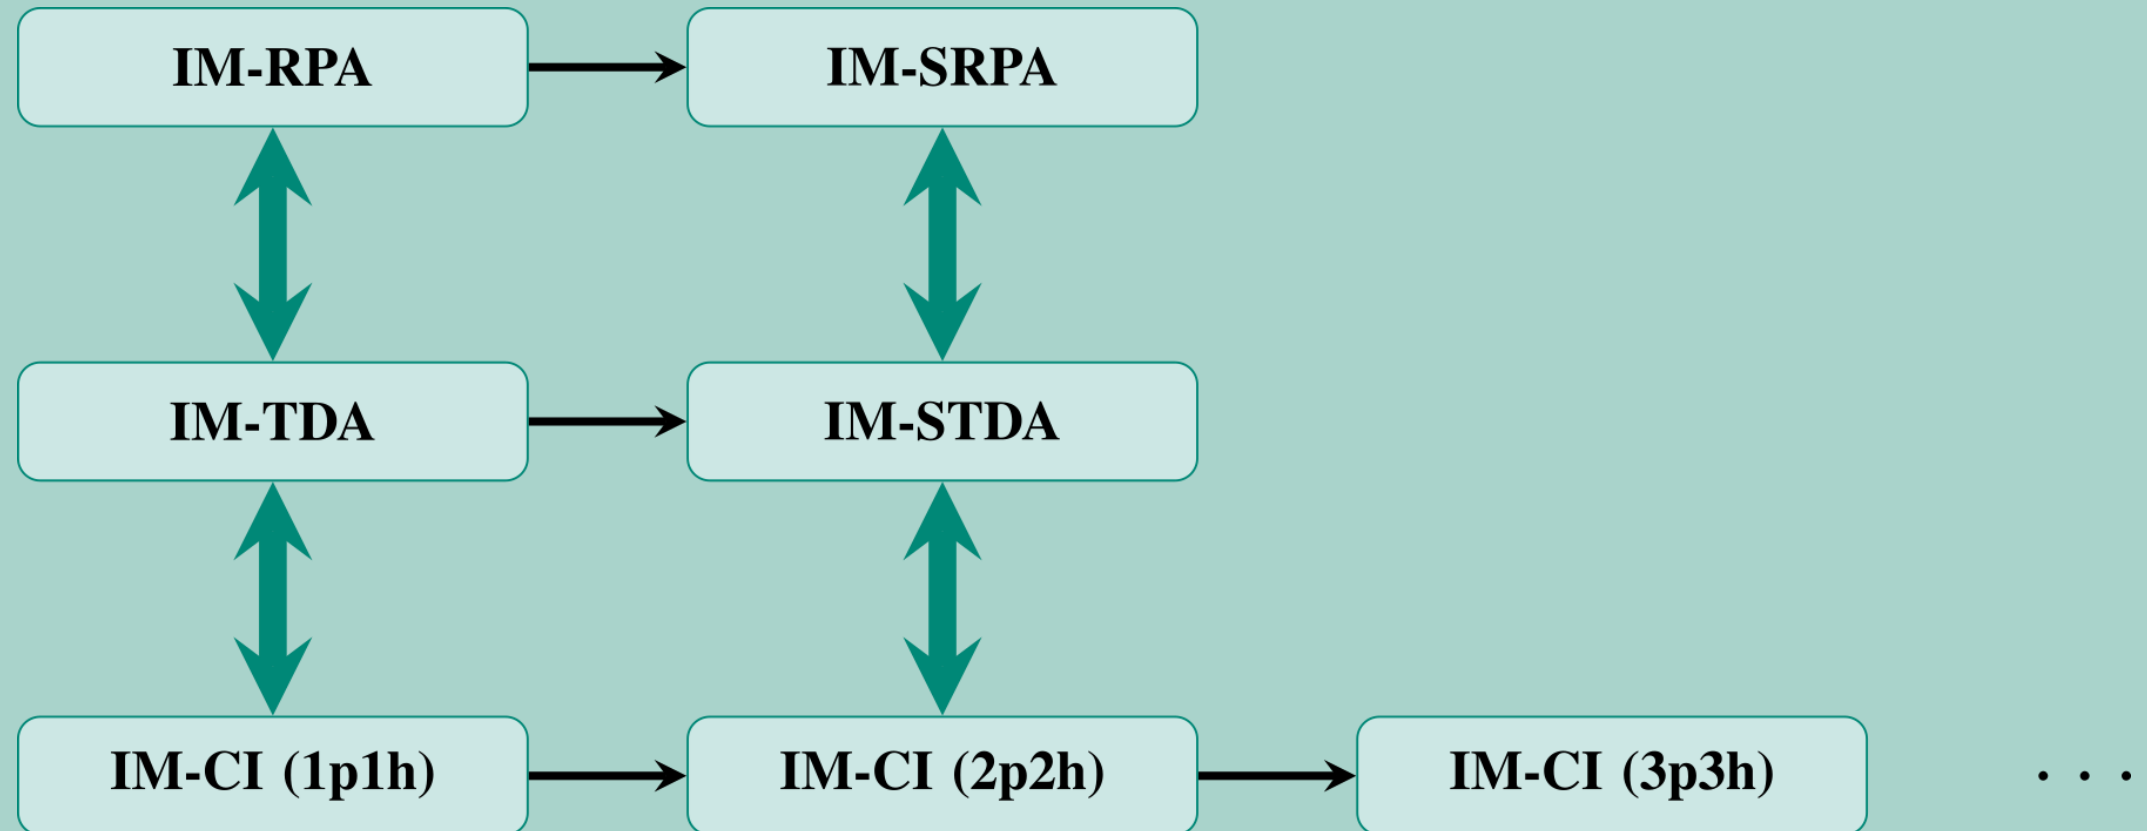 IM-RPA
IM-SRPA
IM-TDA
IM-STDA
IM-CI (1p1h)
IM-CI (2p2h)
IM-CI (3p3h)
. . .